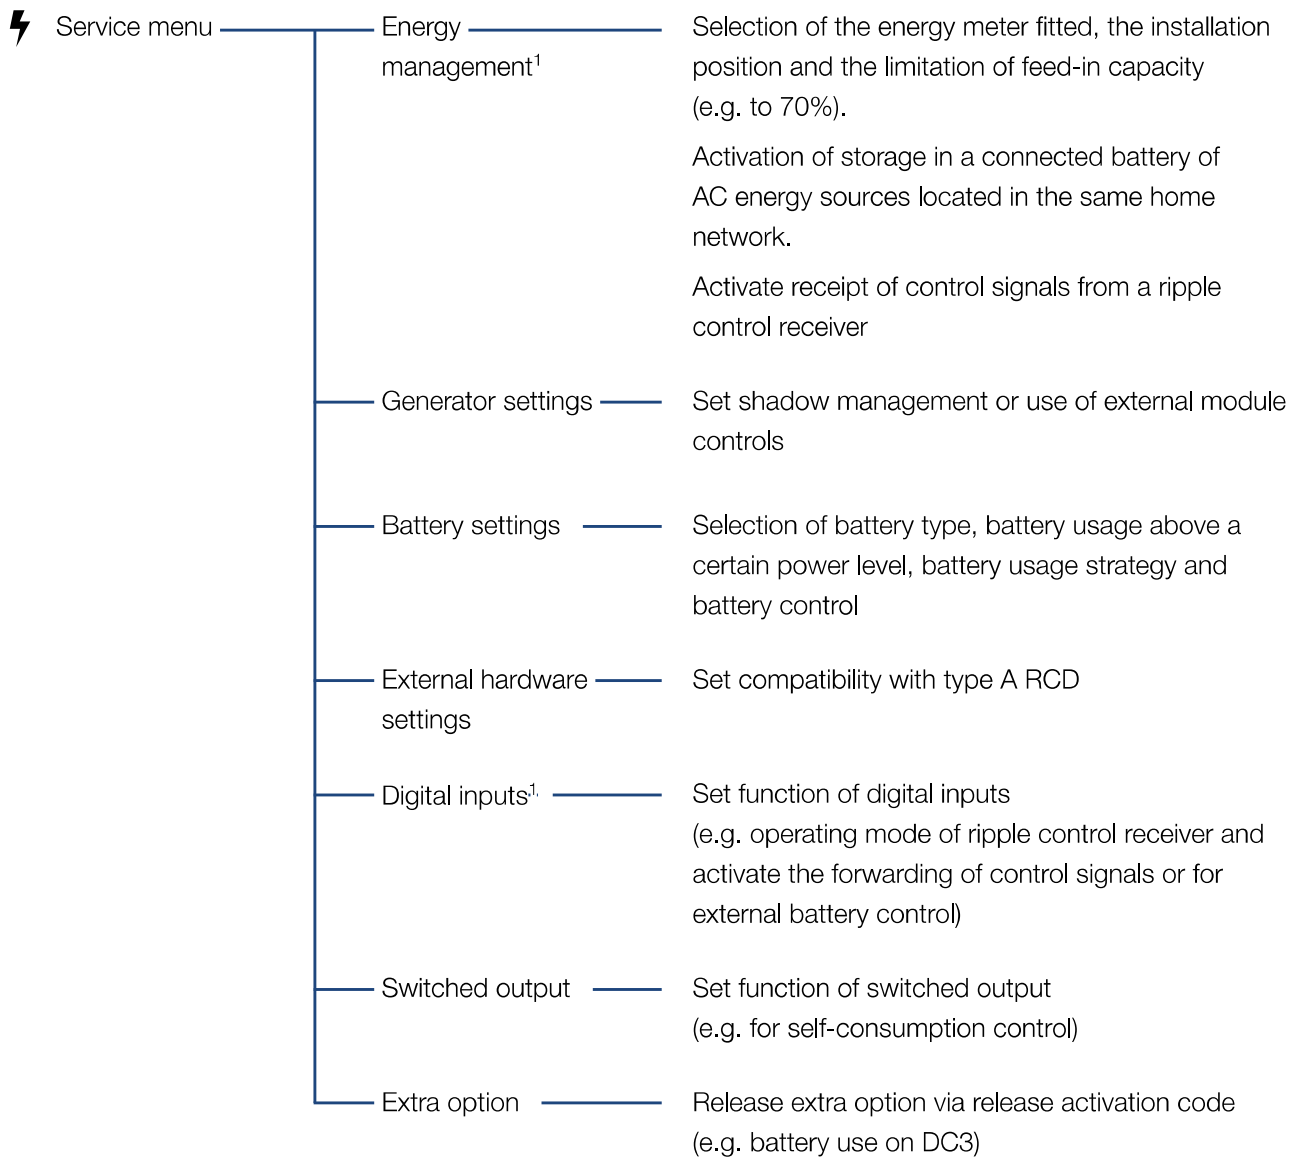 Service menu
Energy
management¹
Selection of the energy meter fitted, the installation
position and the limitation of feed-in capacity
(e.g. to 70%).
Activation of storage in a connected battery of
AC energy sources located in the same home
network.
Activate receipt of control signals from a ripple
control receiver
Generator settings
Set shadow management or use of external module
controls
Battery settings
Selection of battery type, battery usage above a
certain power level, battery usage strategy and
battery control
External hardware
settings
Set compatibility with type A RCD
Digital inputs¹
Set function of digital inputs
(e.g. operating mode of ripple control receiver and
activate the forwarding of control signals or for
external battery control)
Switched output
Set function of switched output
(e.g. for self-consumption control)
Extra option
Release extra option via release activation code
(e.g. battery use on DC3)